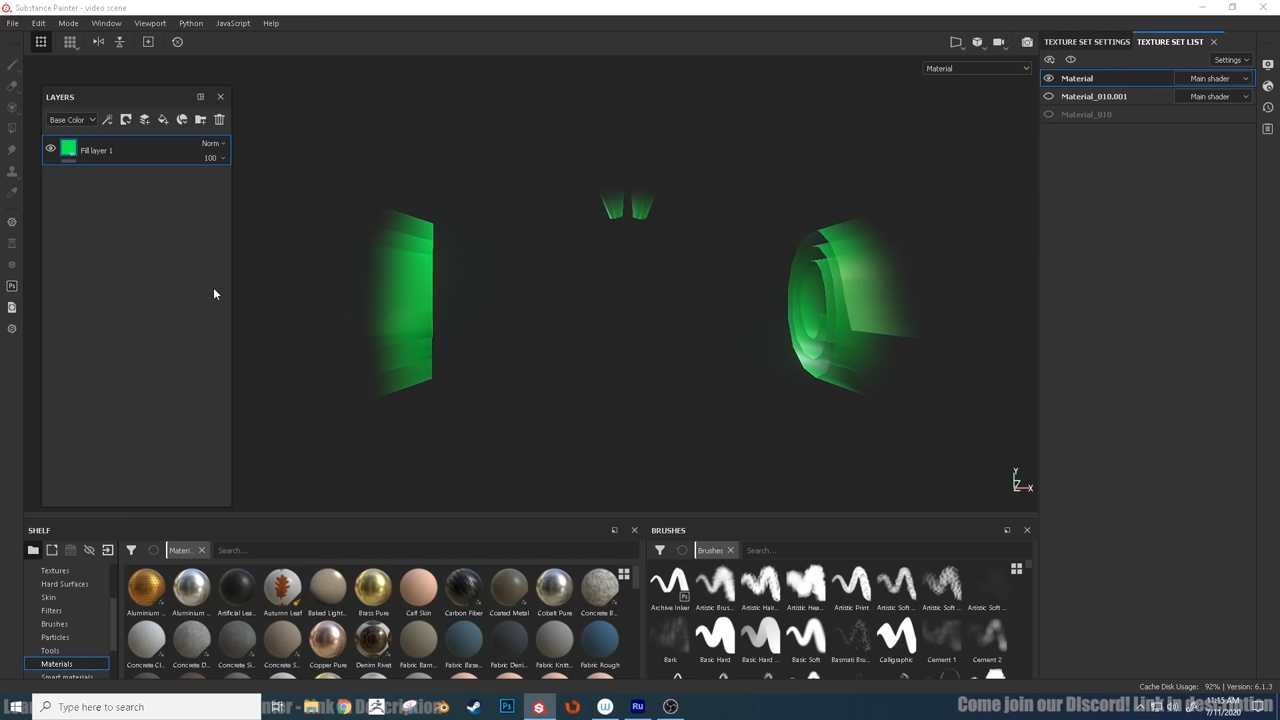 Substance Painter - video scene
File Edit Mode Window Viewport Python JavaScript Help
TEXTURE SET SETTINGS TEXTURE SET LIST
Settings
Material
Material Main shader
Material_010.001 Main shader
Material_010
LAYERS
Base Color
Fill layer 1 Norm
100
Y
Z X
SHELF
BRUSHES
Materi... Search...
Brushes Search...
Textures
Hard Surfaces
Skin
Filters
Brushes
Particles
Tools
Materials
Smart materials
Aluminium ... Aluminium ... Artificial Lea... Autumn Leaf Baked Light... Brass Pure Calf Skin Carbon Fiber Coated Metal Cobalt Pure Concrete B...
Concrete Cl... Concrete D... Concrete Si... Concrete S... Copper Pure Denim Rivet Fabric Bam... Fabric Base... Fabric Deni... Fabric Knitt... Fabric Rough
Archive Inker Artistic Brus... Artistic Hair... Artistic Hea... Artistic Print Artistic Soft ... Artistic Soft ... Artistic Soft ...
Bark Basic Hard Basic Hard ... Basic Soft Basmati Bru... Calligraphic Cement 1 Cement 2
Cache Disk Usage: 92% | Version: 6.1.3
Type here to search
Come join our Discord! Link in description
11:15 AM
7/11/2020